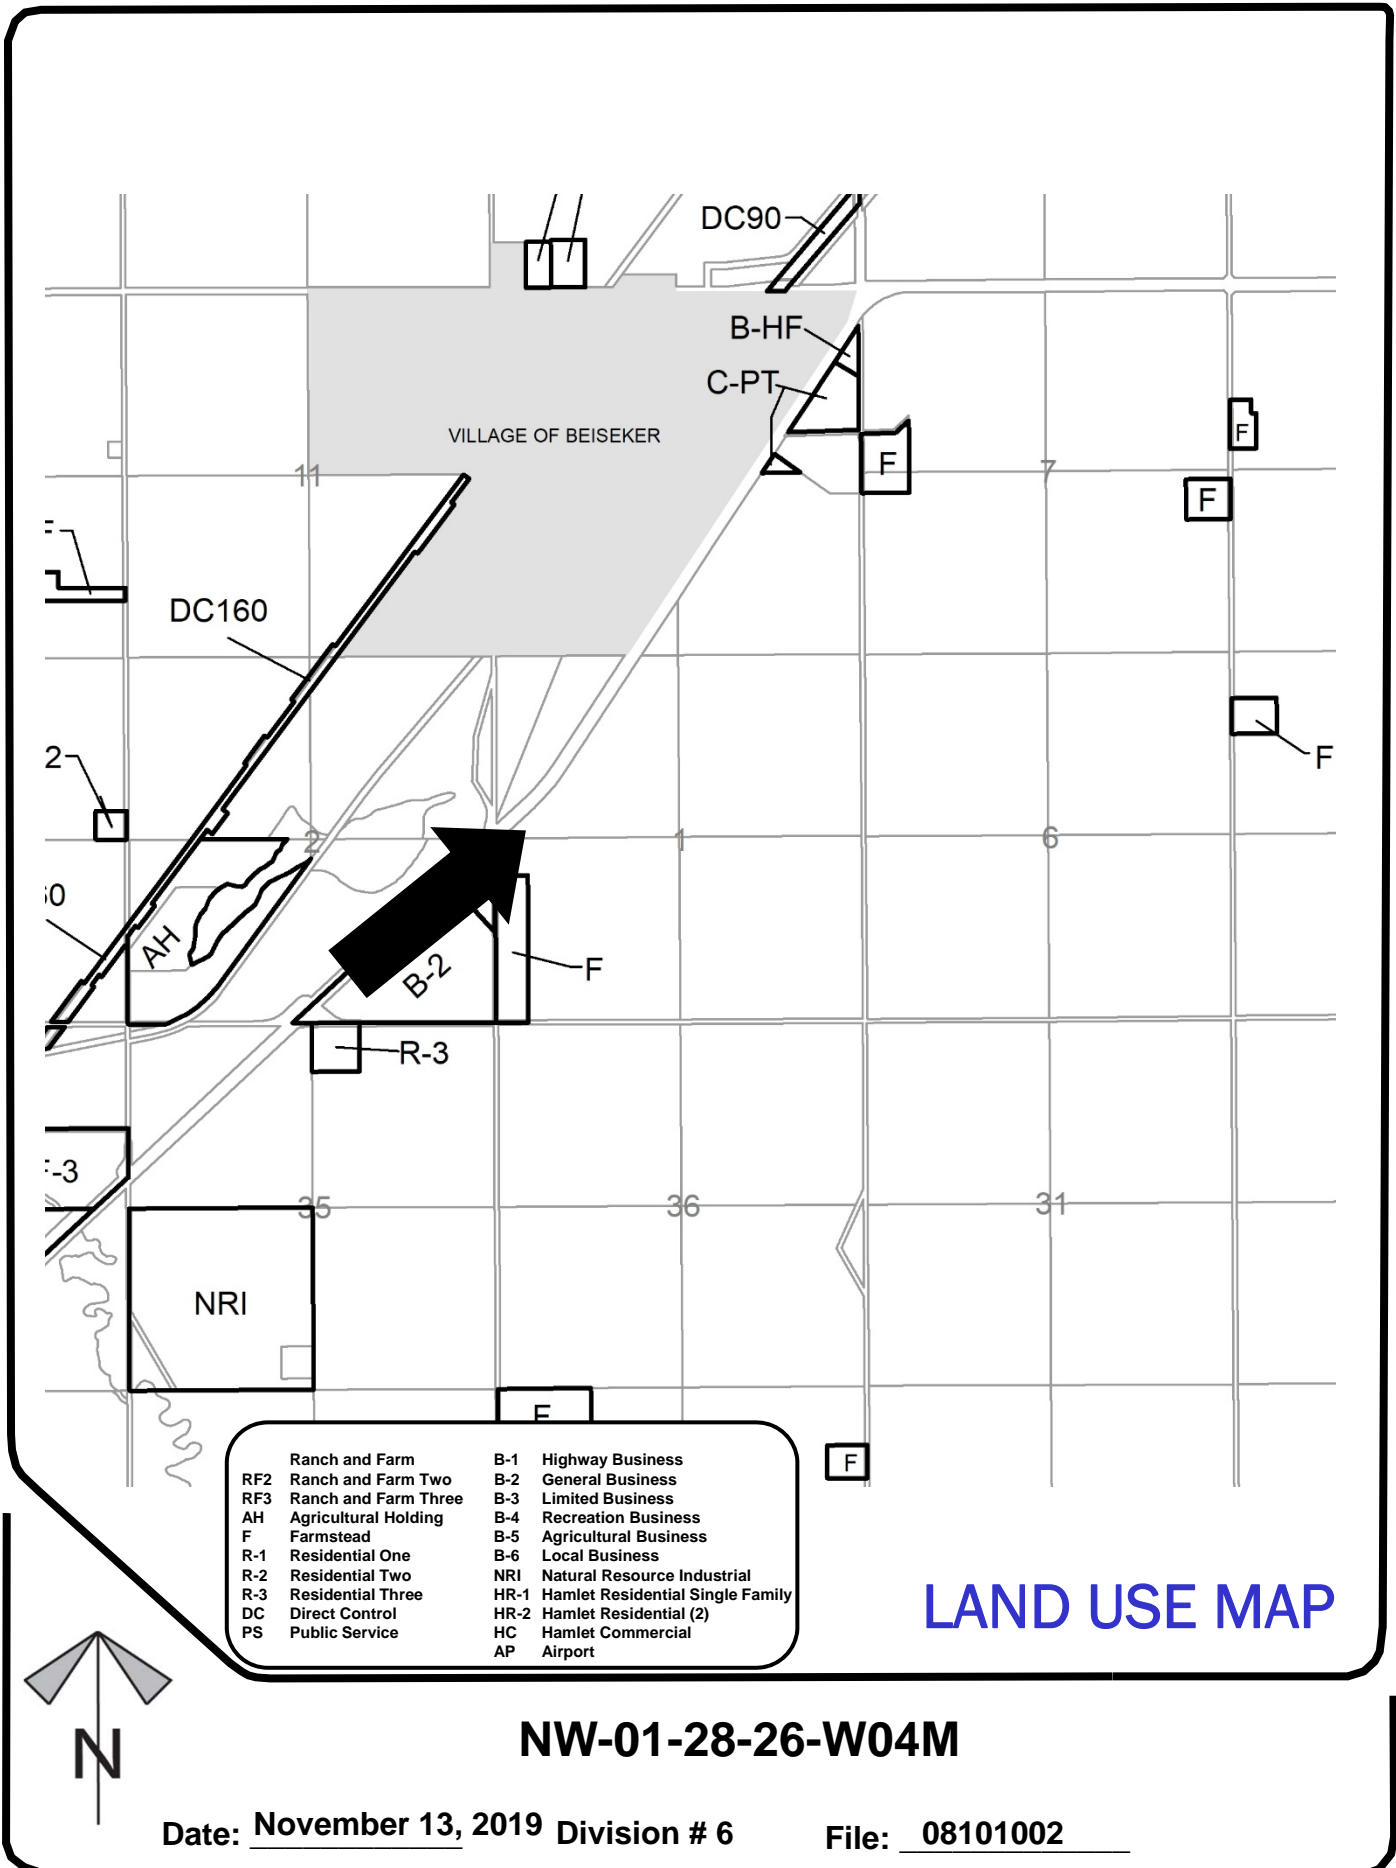 DC90
B-HF
C-PT
VILLAGE OF BEISEKER
F
F
11
7
F
DC160
F
2
2
1
6
AH
B-2
F
R-3
-3
35
36
31
NRI
F
F
Ranch and Farm
RF2 Ranch and Farm Two
RF3 Ranch and Farm Three
AH Agricultural Holding
F Farmstead
R-1 Residential One
R-2 Residential Two
R-3 Residential Three
DC Direct Control
PS Public Service
B-1 Highway Business
B-2 General Business
B-3 Limited Business
B-4 Recreation Business
B-5 Agricultural Business
B-6 Local Business
NRI Natural Resource Industrial
HR-1 Hamlet Residential Single Family
HR-2 Hamlet Residential (2)
HC Hamlet Commercial
AP Airport
LAND USE MAP
N
NW-01-28-26-W04M
Date: November 13, 2019 Division # 6 File: 08101002